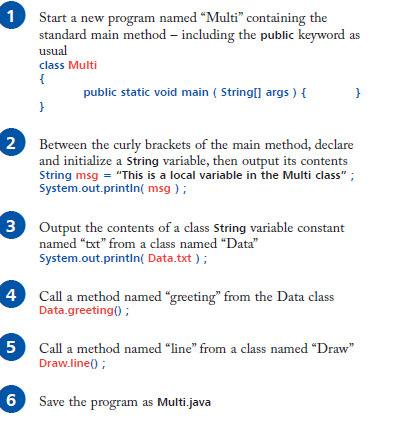 1 Start a new program named “Multi” containing the
standard main method – including the public keyword as
usual
class Multi
{
public static void main ( String[] args ) { }
}
2 Between the curly brackets of the main method, declare
and initialize a String variable, then output its contents
String msg = “This is a local variable in the Multi class” ;
System.out.println( msg ) ;
3 Output the contents of a class String variable constant
named “txt” from a class named “Data”
System.out.println( Data.txt ) ;
4 Call a method named “greeting” from the Data class
Data.greeting() ;
5 Call a method named “line” from a class named “Draw”
Draw.line() ;
6 Save the program as Multi.java